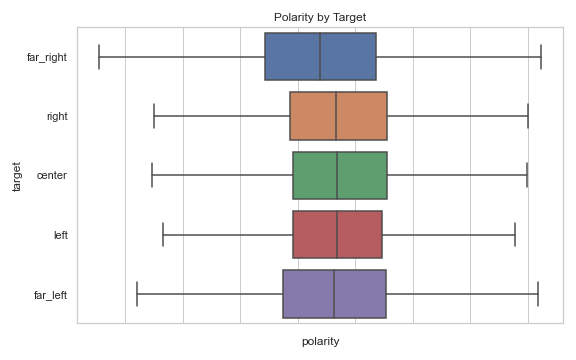 Polarity by Target
far_right
right
center
left
far_left
target
polarity